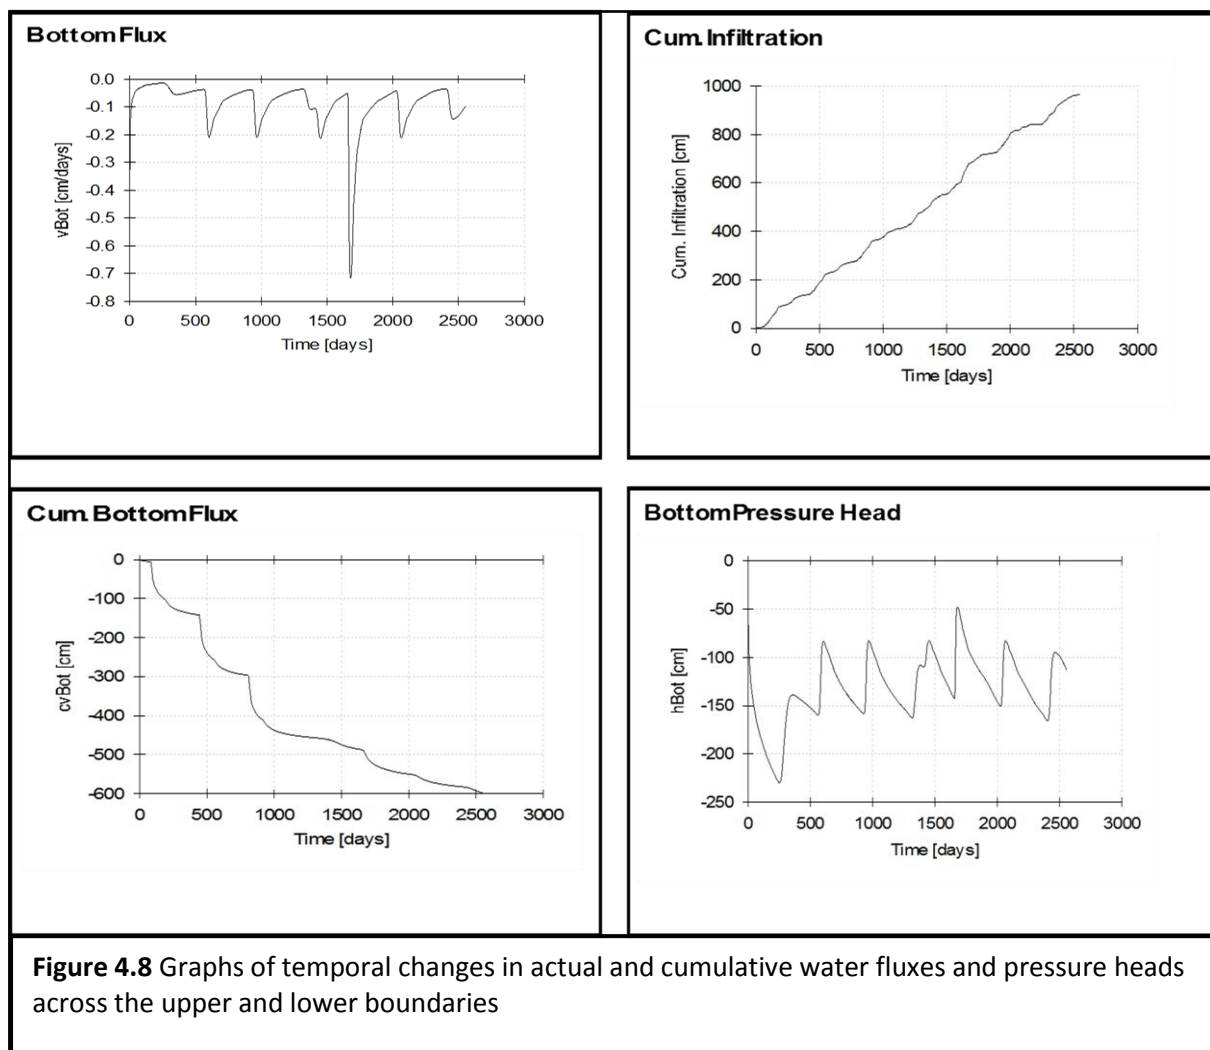 Bottom Flux
vBot [cm/days]
0.0
-0.1
-0.2
-0.3
-0.4
-0.5
-0.6
-0.7
-0.8
0 500 1000 1500 2000 2500 3000
Time [days]
Cum. Infiltration
Cum. Infiltration [cm]
1000
800
600
400
200
0
0 500 1000 1500 2000 2500 3000
Time [days]
Cum. Bottom Flux
cvBot [cm]
0
-100
-200
-300
-400
-500
-600
0 500 1000 1500 2000 2500 3000
Time [days]
Bottom Pressure Head
hBot [cm]
0
-50
-100
-150
-200
-250
0 500 1000 1500 2000 2500 3000
Time [days]
Figure 4.8 Graphs of temporal changes in actual and cumulative water fluxes and pressure heads
across the upper and lower boundaries